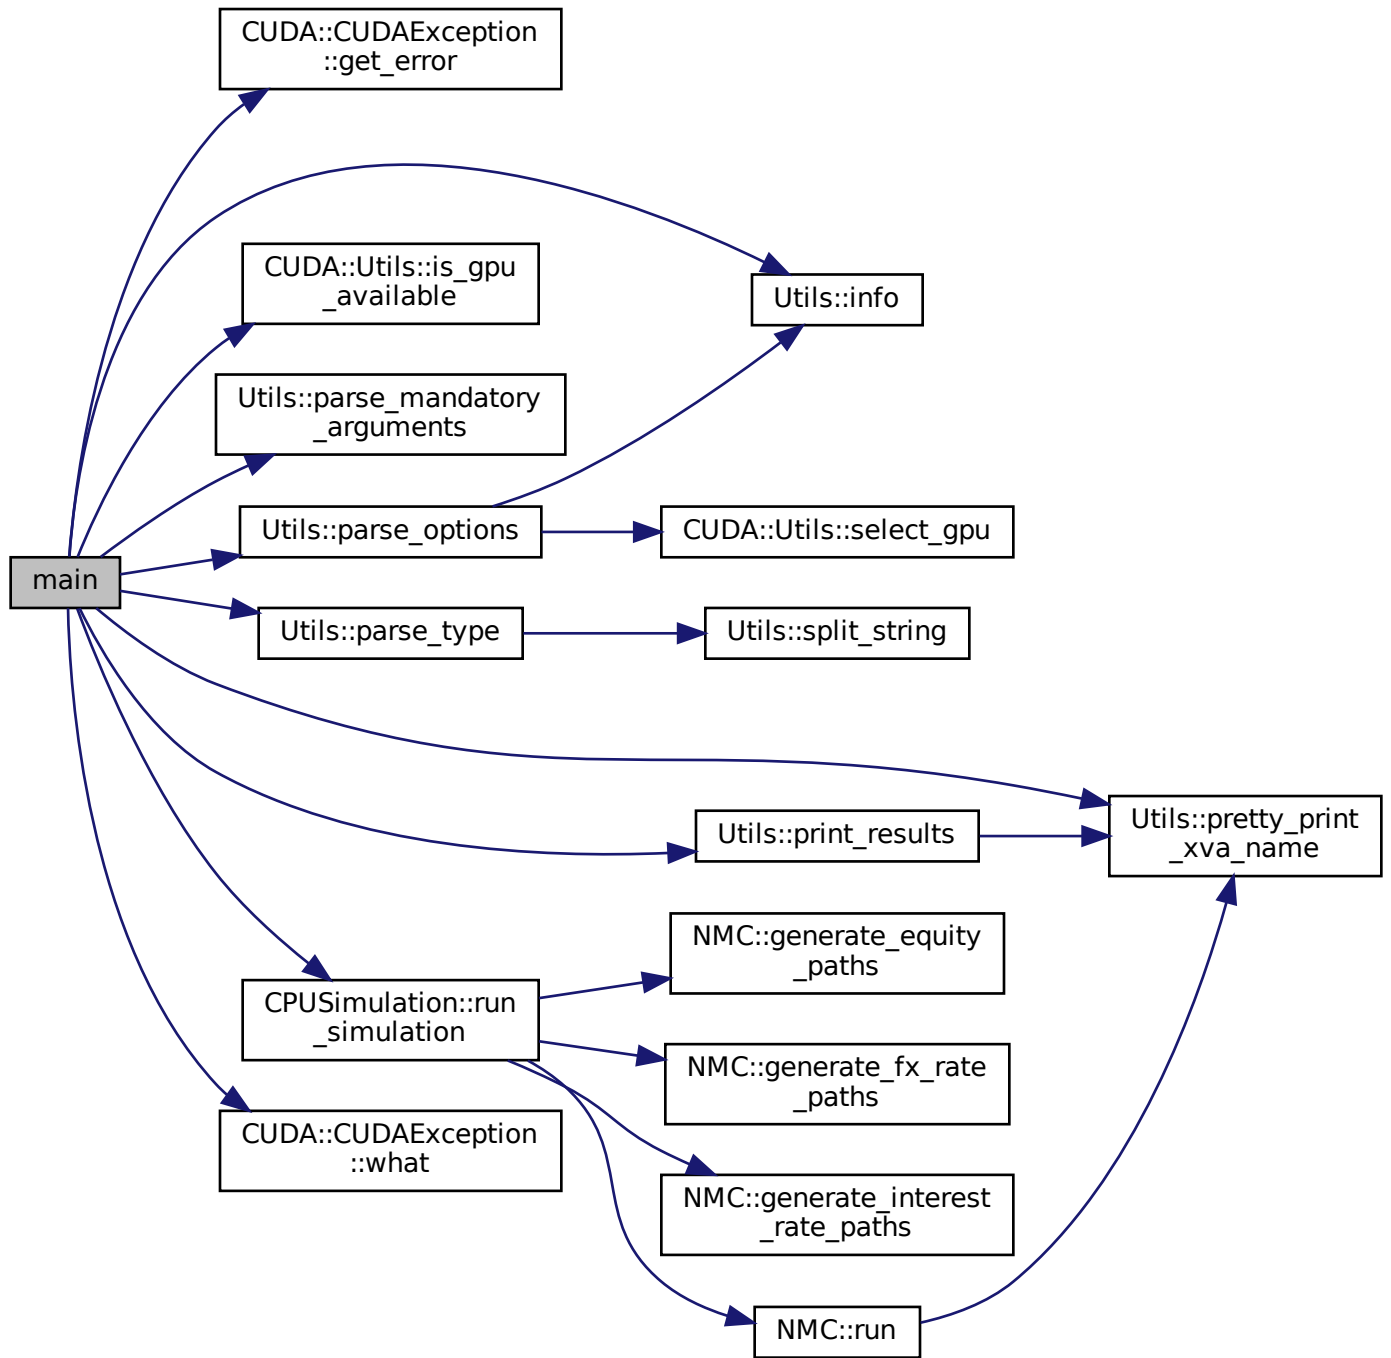 CUDA::CUDAException
::get_error
CUDA::Utils::is_gpu
_available
Utils::info
Utils::parse_mandatory
_arguments
Utils::parse_options
CUDA::Utils::select_gpu
main
Utils::parse_type
Utils::split_string
Utils::print_results
Utils::pretty_print
_xva_name
NMC::generate_equity
_paths
CPUSimulation::run
_simulation
NMC::generate_fx_rate
_paths
CUDA::CUDAException
::what
NMC::generate_interest
_rate_paths
NMC::run